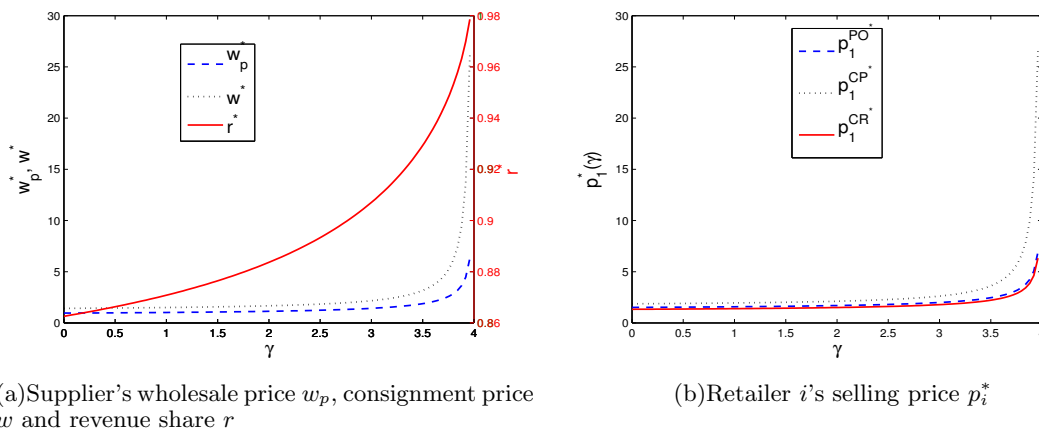 30
25
20
15
10
5
0
w*p, w*
0
0.5
1
1.5
2
2.5
3
3.5
4
γ
0.98
0.96
0.94
0.92
0.9
0.88
0.86
r*
w*p
w*
r*
30
25
20
15
10
5
0
p*1(γ)
0
0.5
1
1.5
2
2.5
3
3.5
γ
p1PO*
p1CP*
p1CR*
(a)Supplier's wholesale price wp, consignment price
w and revenue share r
(b)Retailer i's selling price p*i